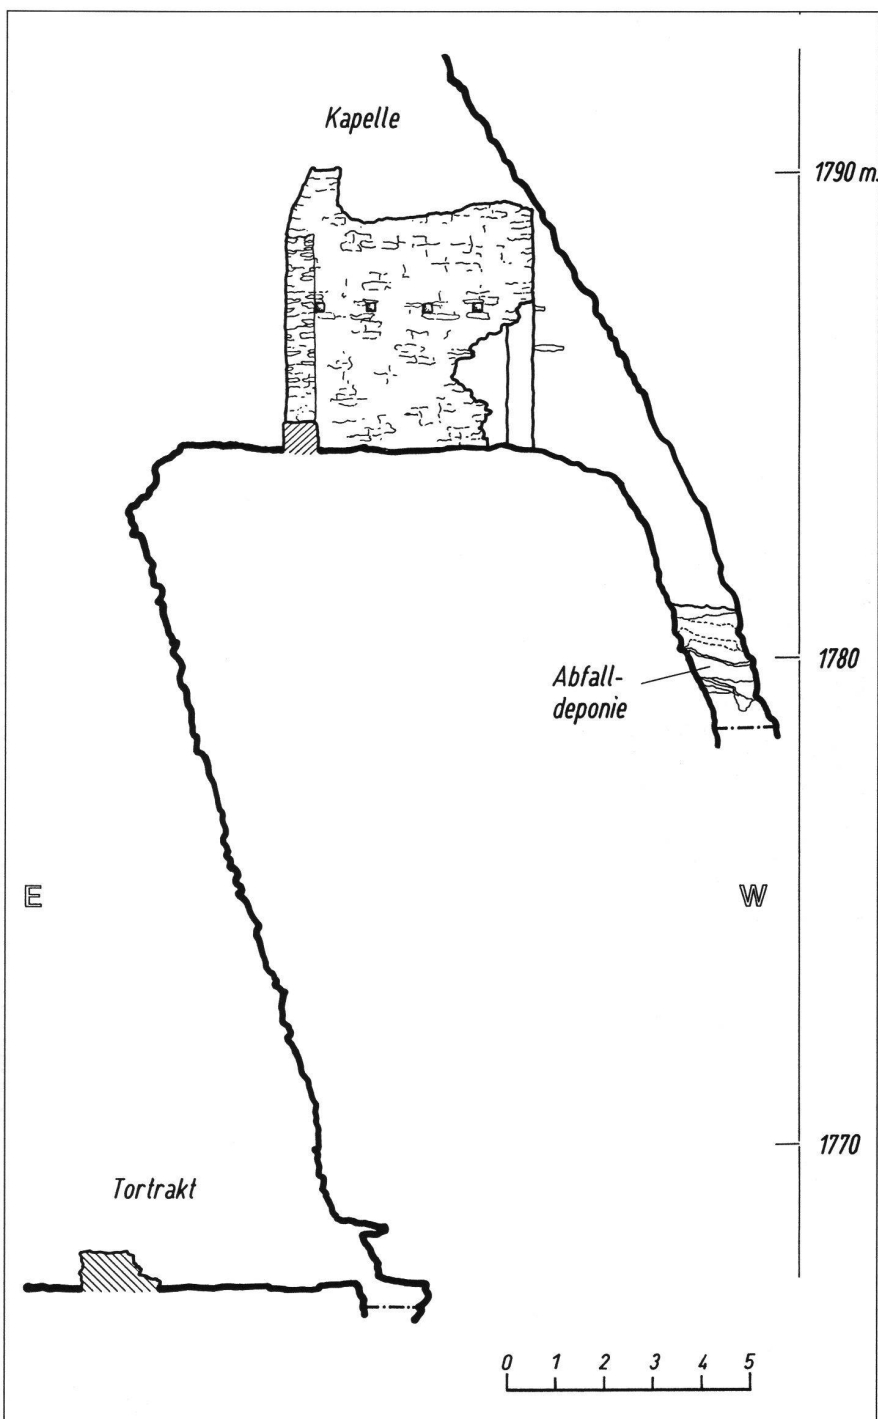 Kapelle
1790 m.
1780
Abfall-
deponie
E
W
1770
Tortrakt
0 1 2 3 4 5